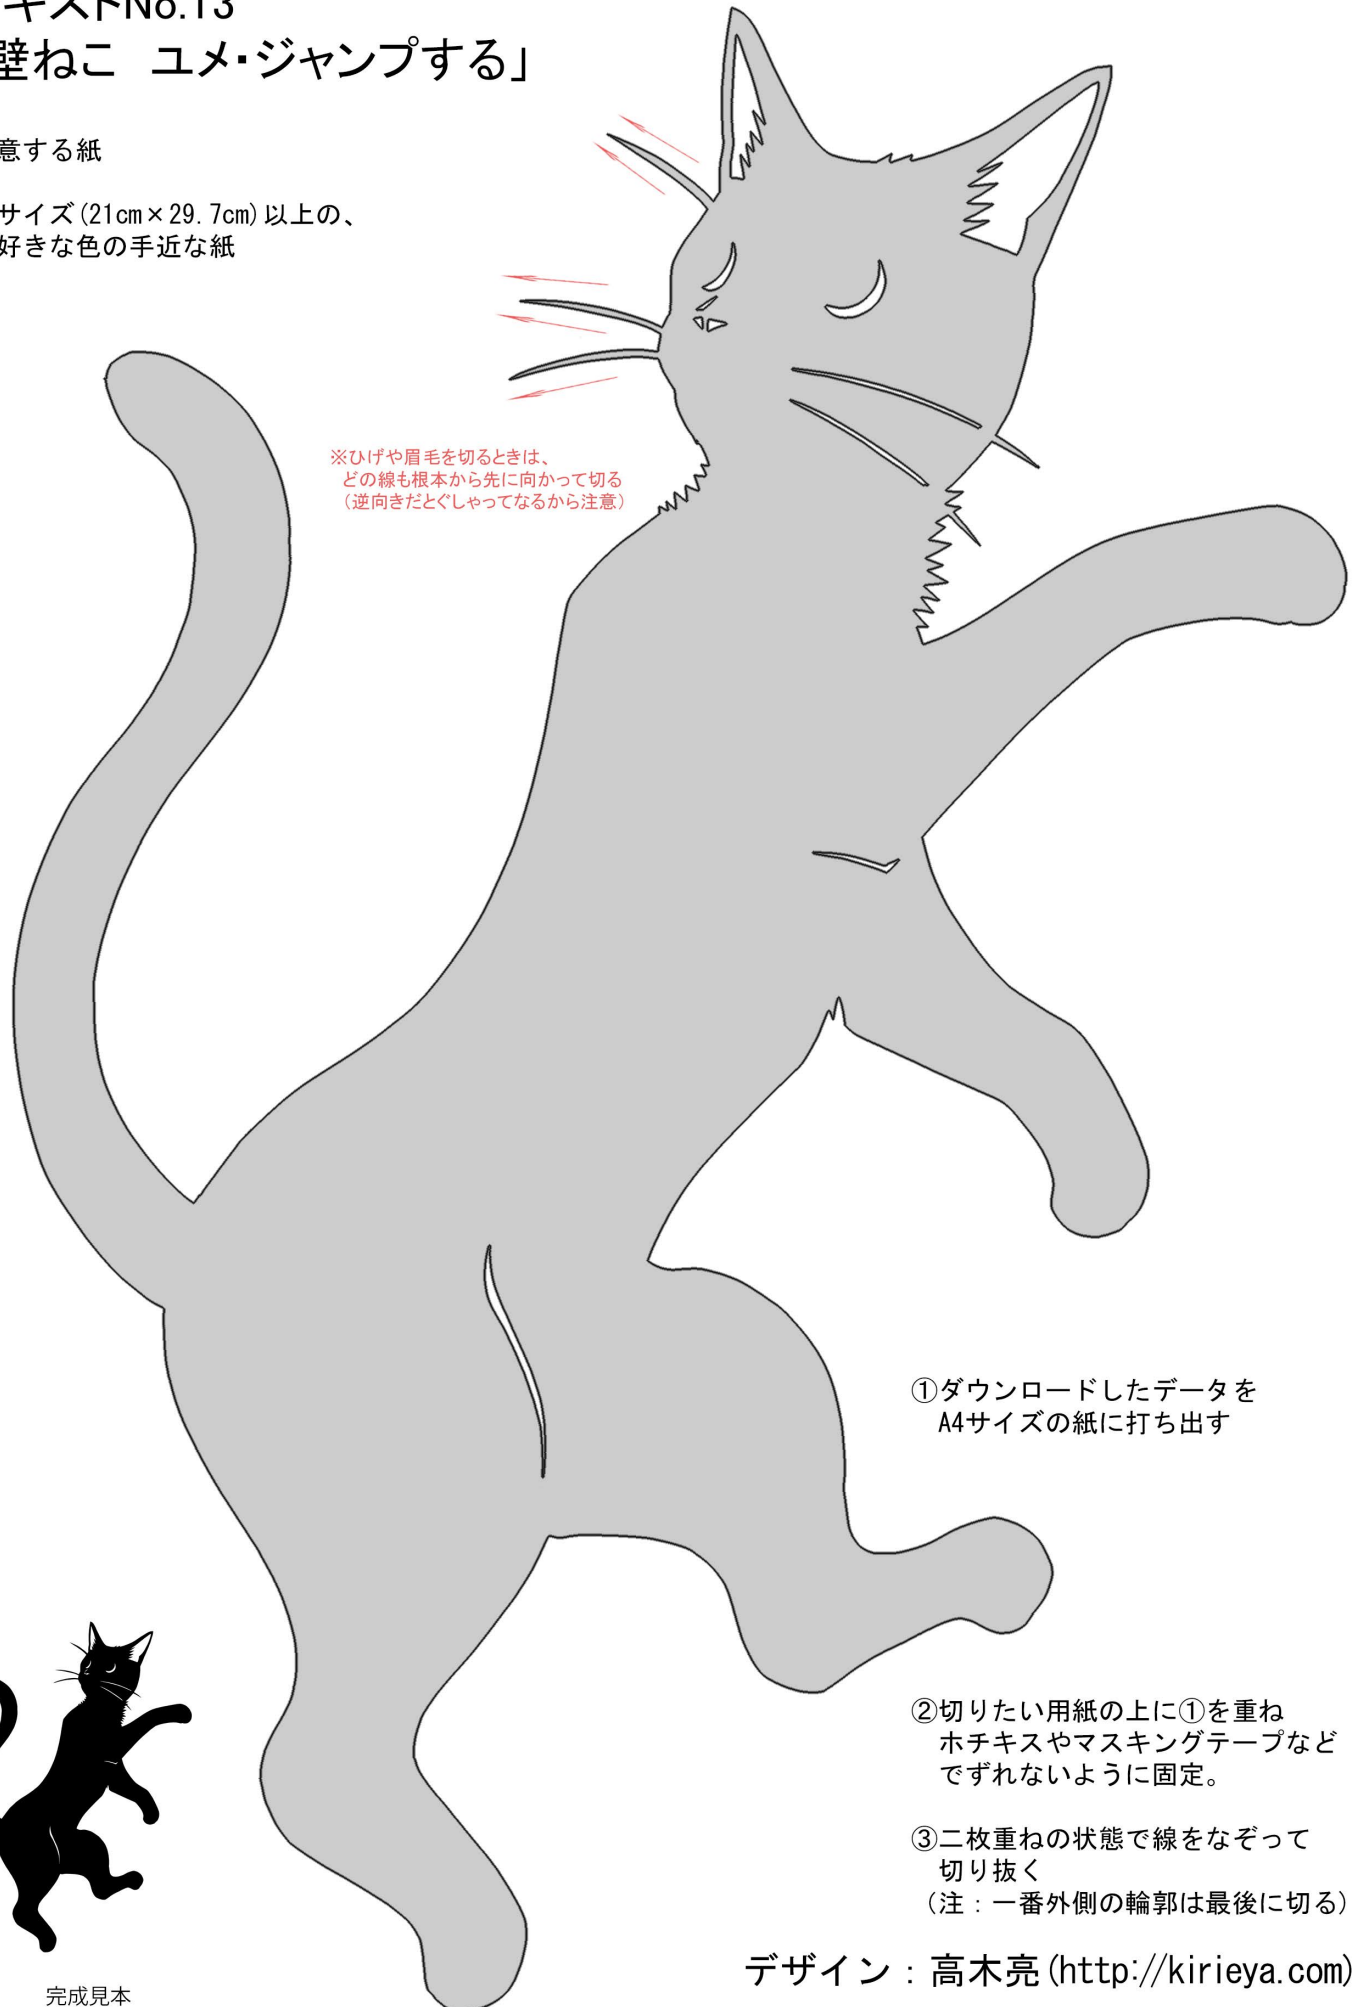 キストNo.13
壁ねこ　ユメ・ジャンプする」
意する紙
サイズ(21cm×29.7cm)以上の、
好きな色の手近な紙
※ひげや眉毛を切るときは、
どの線も根本から先に向かって切る
（逆向きだとぐしゃってなるから注意）
①ダウンロードしたデータを
A4サイズの紙に打ち出す
②切りたい用紙の上に①を重ね
ホチキスやマスキングテープなど
でずれないように固定。
③二枚重ねの状態で線をなぞって
切り抜く
（注：一番外側の輪郭は最後に切る）
デザイン：高木亮(http://kirieya.com)
完成見本